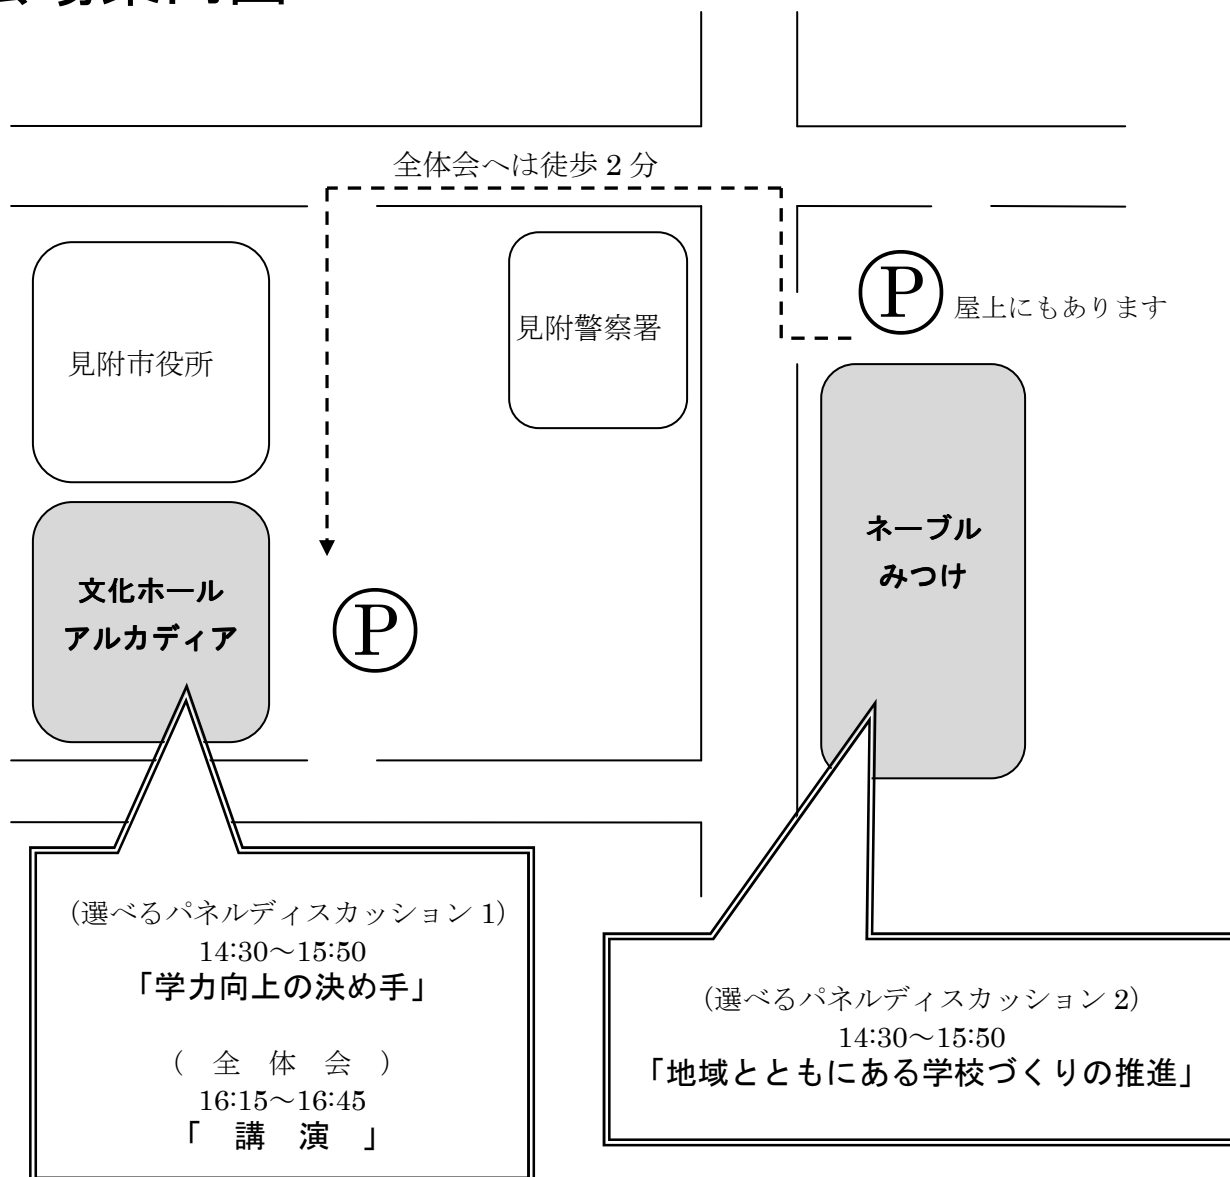 全体会へは徒歩 2 分
見附市役所
見附警察署
P
屋上にもあります
文化ホール
アルカディア
P
ネーブル
みつけ
（選べるパネルディスカッション 1）
14:30～15:50
「学力向上の決め手」
（　全　体　会　）
16:15～16:45
「　講　演　」
（選べるパネルディスカッション 2）
14:30～15:50
「地域とともにある学校づくりの推進」